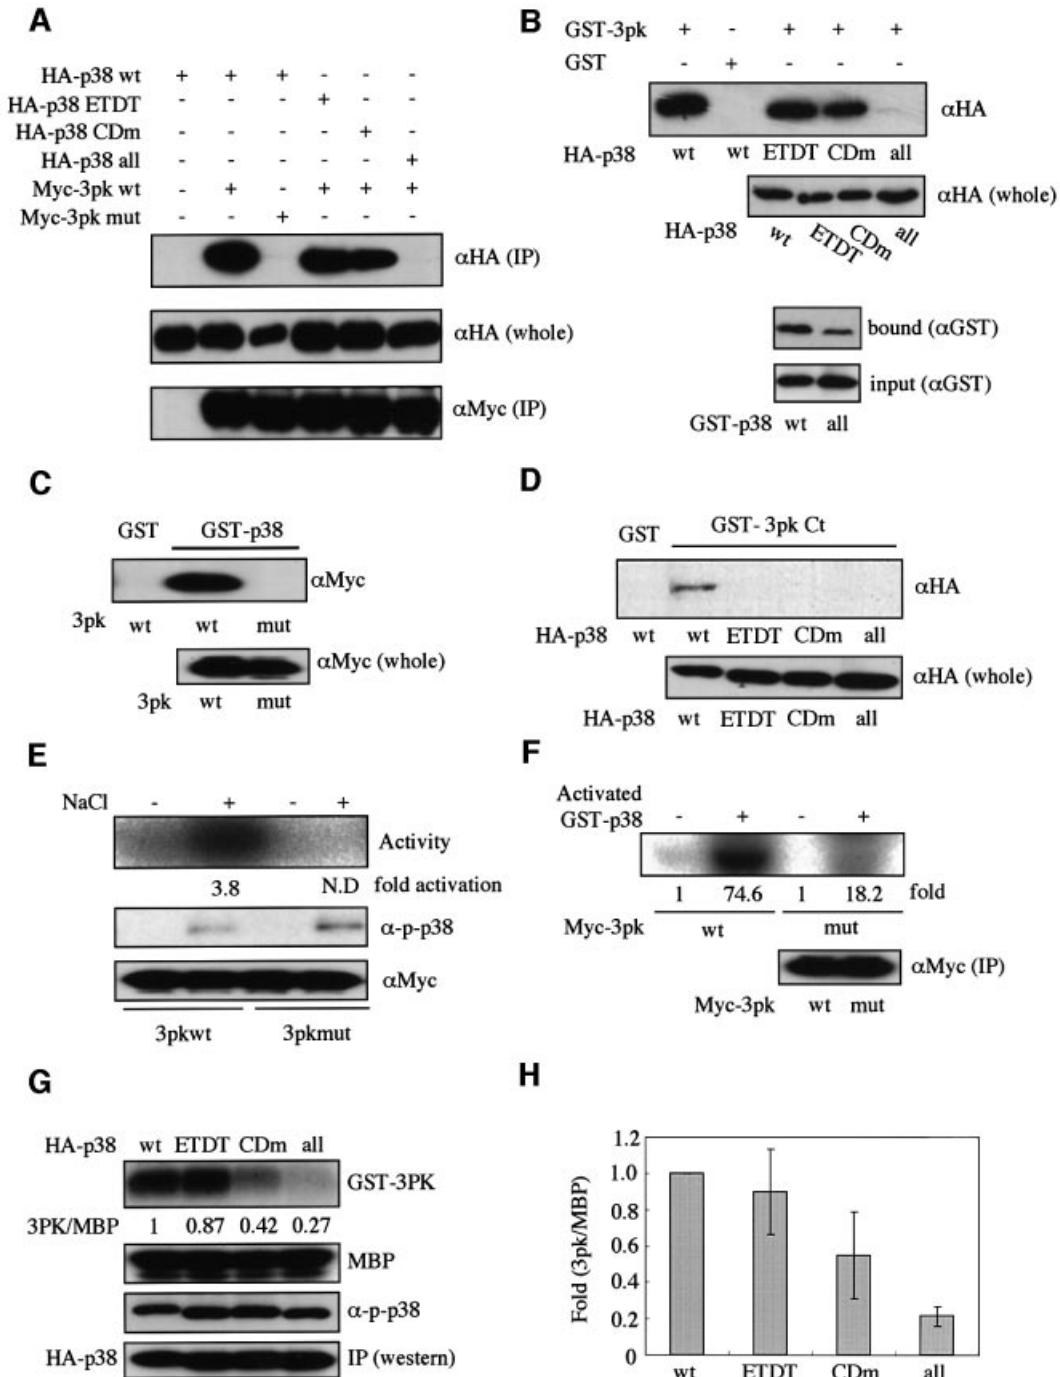 A
HA-p38 wt + + + - - -
HA-p38 ETDT - - - + - -
HA-p38 CDm - - - - + -
HA-p38 all - - - - - +
Myc-3pk wt - + - + + +
Myc-3pk mut - - + - - -
αHA (IP)
αHA (whole)
αMyc (IP)
B
GST-3pk + - + + +
GST - + - - -
αHA
HA-p38 wt wt ETDT CDm all
αHA (whole)
HA-p38 wt ETDT CDm all
bound (αGST)
input (αGST)
GST-p38 wt all
C
GST GST-p38
αMyc
3pk wt wt mut
αMyc (whole)
3pk wt mut
D
GST GST- 3pk Ct
αHA
HA-p38 wt wt ETDT CDm all
αHA (whole)
HA-p38 wt ETDT CDm all
E
NaCl - + - +
Activity
3.8 N.D fold activation
α-p-p38
αMyc
3pkwt 3pkmut
F
Activated
GST-p38 - + - +
1 74.6 1 18.2 fold
Myc-3pk wt mut
αMyc (IP)
Myc-3pk wt mut
G
HA-p38 wt ETDT CDm all
GST-3PK
3PK/MBP 1 0.87 0.42 0.27
MBP
α-p-p38
HA-p38 IP (western)
H
Fold (3pk/MBP)
1.2
1.0
0.8
0.6
0.4
0.2
0
wt ETDT CDm all